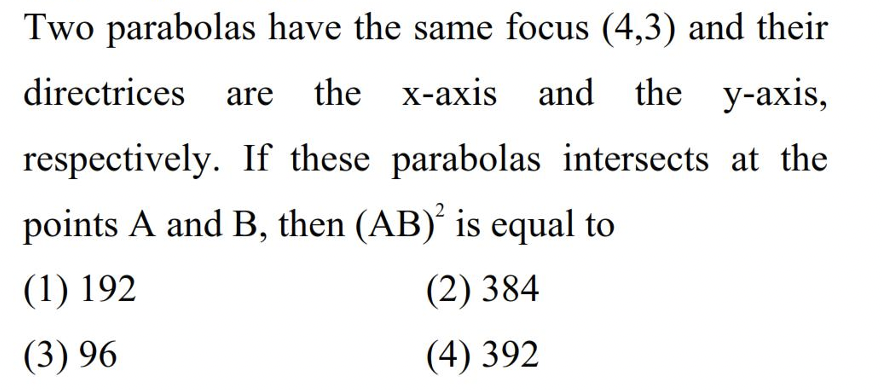 Two parabolas have the same focus (4,3) and their
directrices are the x-axis and the y-axis,
respectively. If these parabolas intersects at the
points A and B, then (AB)² is equal to
(1) 192 (2) 384
(3) 96 (4) 392